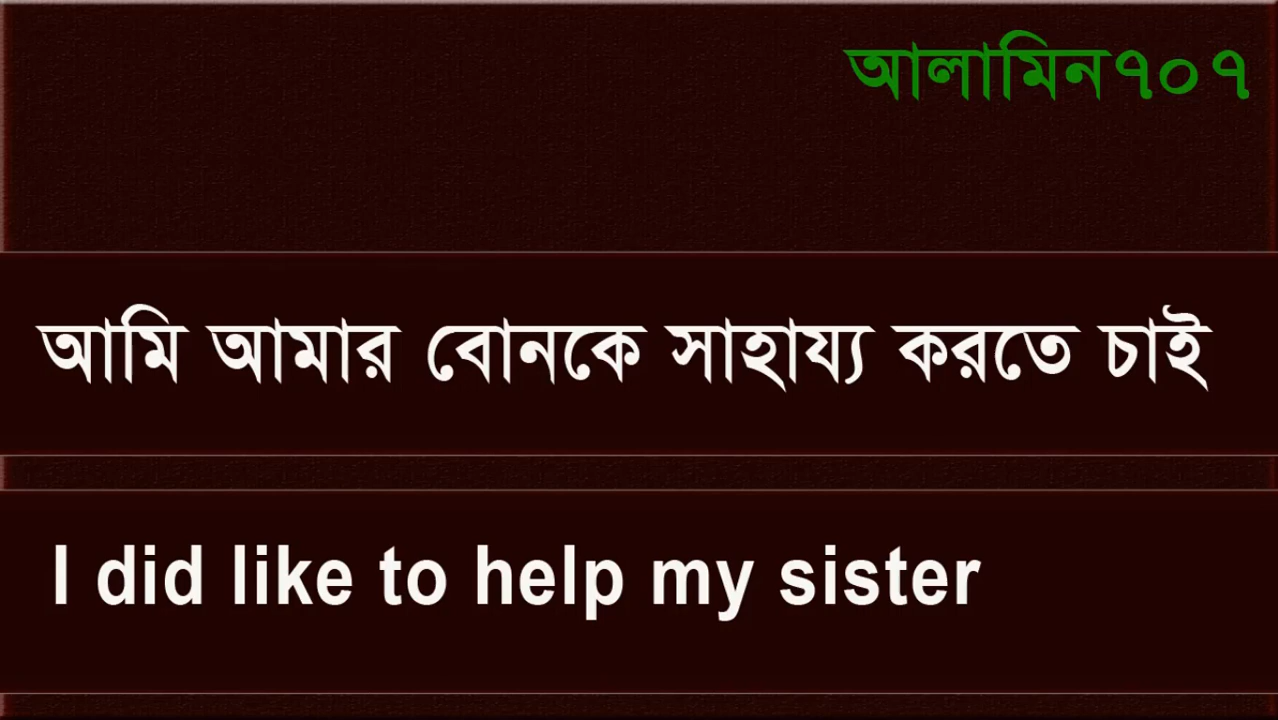 আলামিন৭০৭
আমি আমার বোনকে সাহায্য করতে চাই
I did like to help my sister